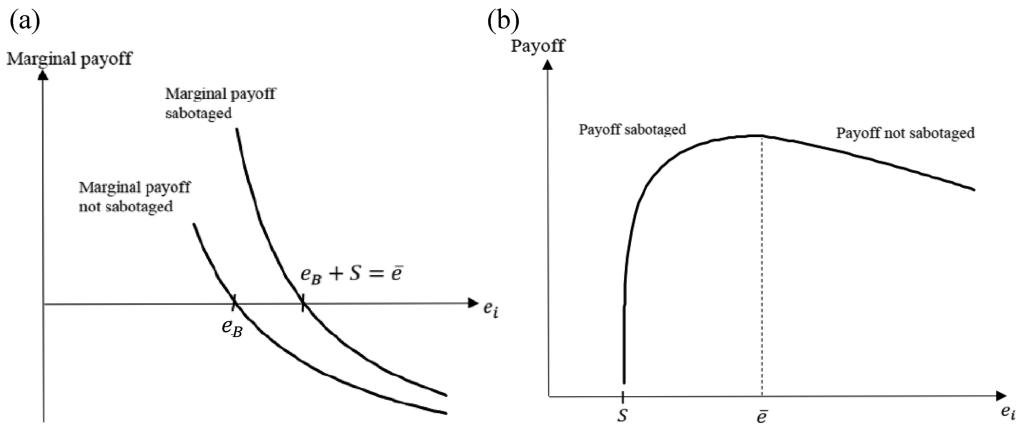 (a)
Marginal payoff
Marginal payoff
sabotaged
Marginal payoff
not sabotaged
e_B + S = ē
e_i
e_B
(b)
Payoff
Payoff sabotaged
Payoff not sabotaged
S
ē
e_i